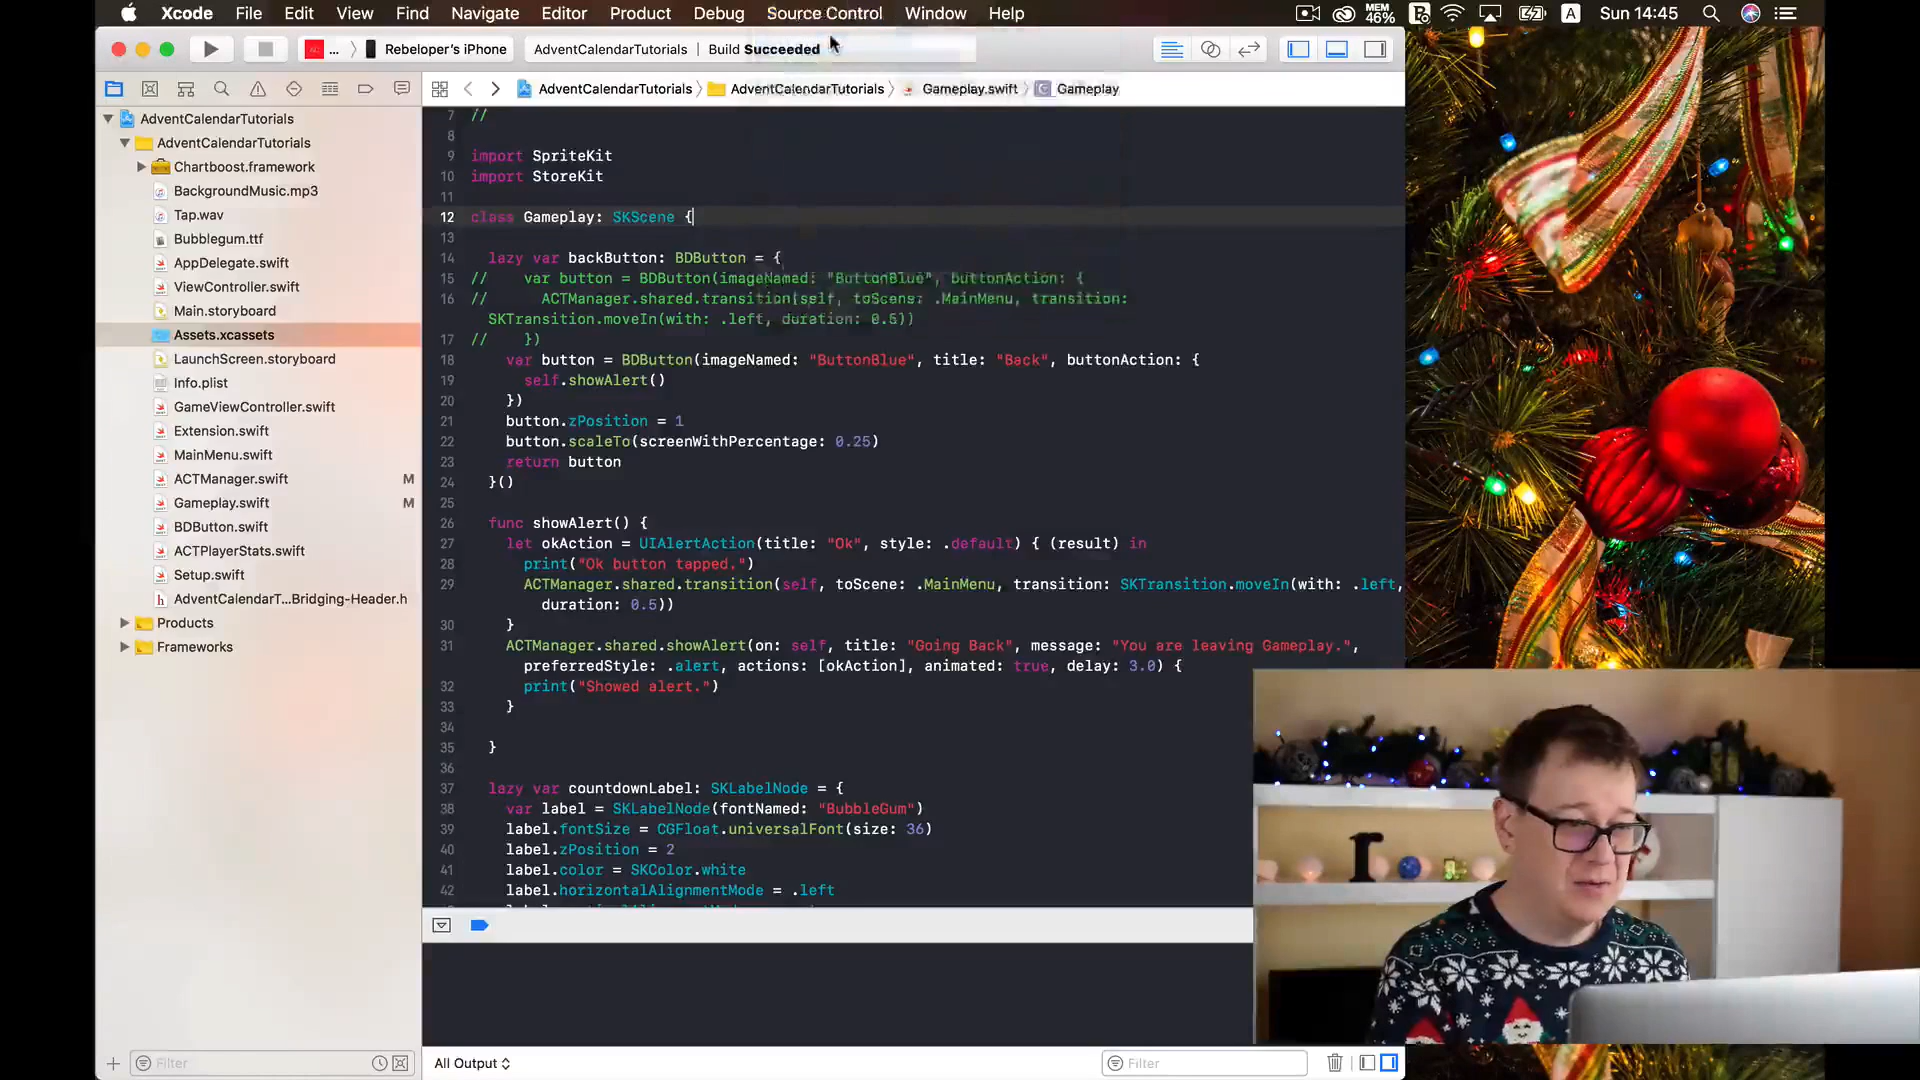 Xcode File Edit View Find Navigate Editor Product Debug Source Control Window Help MEM 46% A Sun 14:45
... Rebeloper's iPhone AdventCalendarTutorials | Build Succeeded
AdventCalendarTutorials AdventCalendarTutorials Gameplay.swift Gameplay
AdventCalendarTutorials
AdventCalendarTutorials
Chartboost.framework
BackgroundMusic.mp3
Tap.wav
Bubblegum.ttf
AppDelegate.swift
ViewController.swift
Main.storyboard
Assets.xcassets
LaunchScreen.storyboard
Info.plist
GameViewController.swift
Extension.swift
MainMenu.swift
ACTManager.swift M
Gameplay.swift M
BDButton.swift
ACTPlayerStats.swift
Setup.swift
AdventCalendarT...Bridging-Header.h
Products
Frameworks
Filter
7 //
8
9 import SpriteKit
10 import StoreKit
11
12 class Gameplay: SKScene {
13
14 lazy var backButton: BDButton = {
15 // var button = BDButton(imageNamed: "ButtonBlue", buttonAction: {
16 // ACTManager.shared.transition(self, toScene: .MainMenu, transition:
SKTransition.moveIn(with: .left, duration: 0.5))
17 // })
18 var button = BDButton(imageNamed: "ButtonBlue", title: "Back", buttonAction: {
19 self.showAlert()
20 })
21 button.zPosition = 1
22 button.scaleTo(screenWithPercentage: 0.25)
23 return button
24 }()
25
26 func showAlert() {
27 let okAction = UIAlertAction(title: "Ok", style: .default) { (result) in
28 print("Ok button tapped.")
29 ACTManager.shared.transition(self, toScene: .MainMenu, transition: SKTransition.moveIn(with: .left,
duration: 0.5))
30 }
31 ACTManager.shared.showAlert(on: self, title: "Going Back", message: "You are leaving Gameplay.",
preferredStyle: .alert, actions: [okAction], animated: true, delay: 3.0) {
32 print("Showed alert.")
33 }
34
35 }
36
37 lazy var countdownLabel: SKLabelNode = {
38 var label = SKLabelNode(fontNamed: "BubbleGum")
39 label.fontSize = CGFloat.universalFont(size: 36)
40 label.zPosition = 2
41 label.color = SKColor.white
42 label.horizontalAlignmentMode = .left
All Output Filter
r